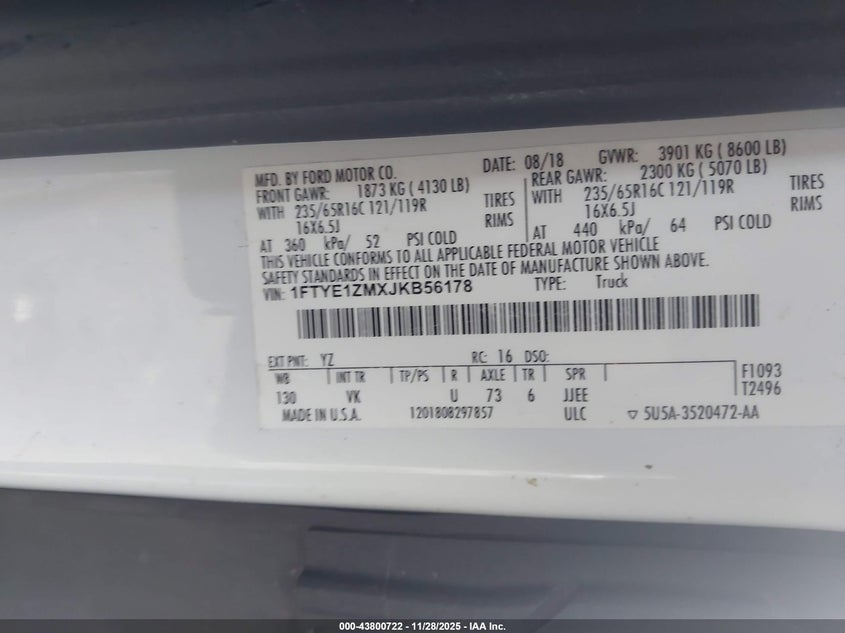 MFD. BY FORD MOTOR CO. DATE: 08/18 GVWR: 3901 KG ( 8600 LB)
FRONT GAWR: 1873 KG ( 4130 LB) REAR GAWR: 2300 KG ( 5070 LB)
WITH 235/65R16C 121/119R TIRES WITH 235/65R16C 121/119R TIRES
16X6.5J RIMS 16X6.5J RIMS
AT 360 kPa/ 52 PSI COLD AT 440 kPa/ 64 PSI COLD
THIS VEHICLE CONFORMS TO ALL APPLICABLE FEDERAL MOTOR VEHICLE
SAFETY STANDARDS IN EFFECT ON THE DATE OF MANUFACTURE SHOWN ABOVE.
VIN: 1FTYE1ZMXJKB56178 TYPE: Truck
EXT PNT: YZ RC: 16 DSO:
WB INT TR TP/PS R AXLE TR SPR F1093
130 VK U 73 6 JJEE T2496
MADE IN U.S.A. 1201808297857 ULC ▽ 5U5A-3520472-AA
000-43800722 - 11/28/2025 - IAA Inc.